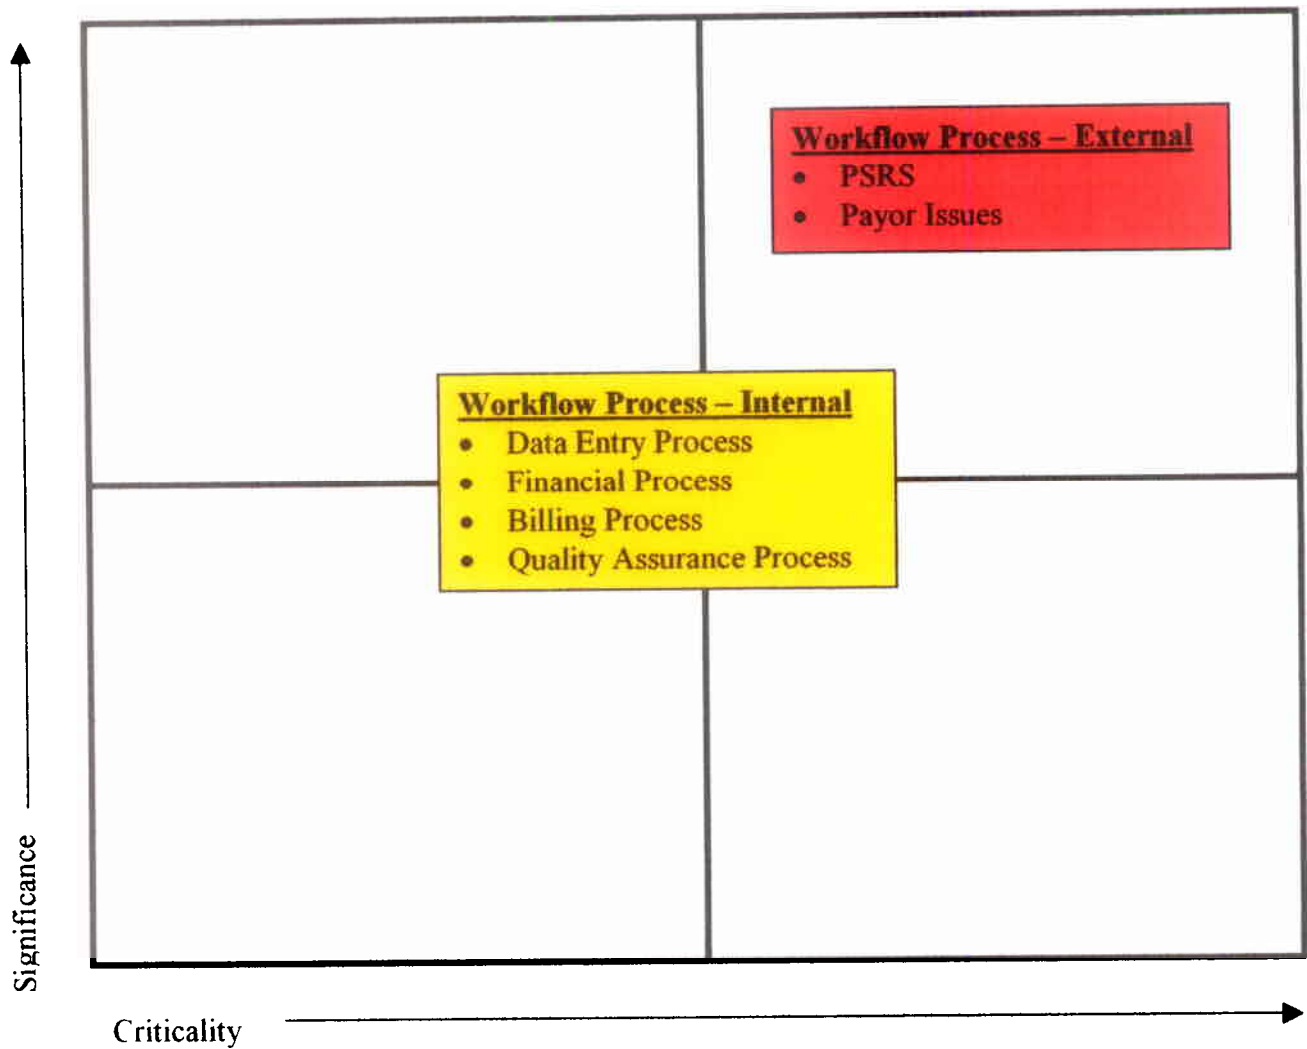 Workflow Process – External
• PSRS
• Payor Issues
Workflow Process – Internal
• Data Entry Process
• Financial Process
• Billing Process
• Quality Assurance Process
Significance
Criticality